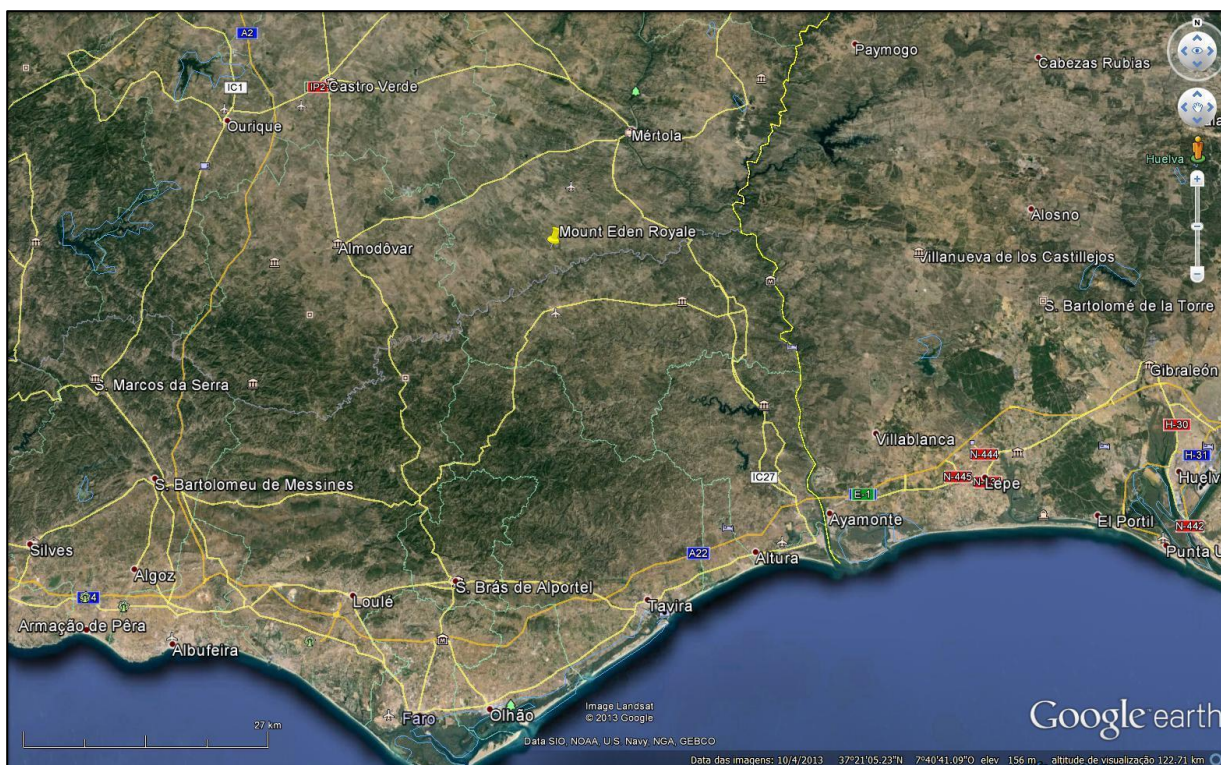 N
A2
Paymogo
Cabezas Rubias
IC1
IP2
Castro Verde
Ourique
Mértola
Huelva
Alosno
Mount Eden Royale
Almodôvar
Villanueva de los Castillejos
S. Bartolomé de la Torre
Gibraleón
S. Marcos da Serra
H-30
Villablanca
N-444
H-31
S. Bartolomeu de Messines
IC27
N-445
Lepe
E-1
Ayamonte
El Portil
N-442
Silves
Altura
A22
Algoz
S. Brás de Alportel
Loulé
Tavira
Armação de Pêra
Albufeira
Faro
Olhão
27 km
Image Landsat
© 2013 Google
Data SIO, NOAA, U.S. Navy, NGA, GEBCO
Google earth
Data das imagens: 10/4/2013 37°21'05.23"N 7°40'41.09"O elev 156 m altitude de visualização 122.71 km